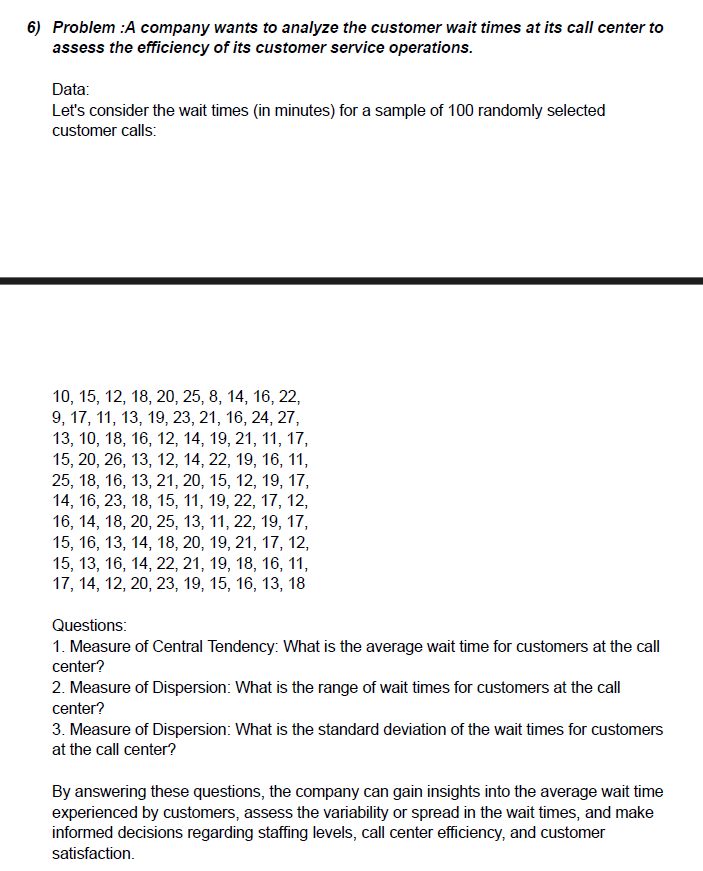 6) Problem :A company wants to analyze the customer wait times at its call center to
assess the efficiency of its customer service operations.
Data:
Let's consider the wait times (in minutes) for a sample of 100 randomly selected
customer calls:
10, 15, 12, 18, 20, 25, 8, 14, 16, 22,
9, 17, 11, 13, 19, 23, 21, 16, 24, 27,
13, 10, 18, 16, 12, 14, 19, 21, 11, 17,
15, 20, 26, 13, 12, 14, 22, 19, 16, 11,
25, 18, 16, 13, 21, 20, 15, 12, 19, 17,
14, 16, 23, 18, 15, 11, 19, 22, 17, 12,
16, 14, 18, 20, 25, 13, 11, 22, 19, 17,
15, 16, 13, 14, 18, 20, 19, 21, 17, 12,
15, 13, 16, 14, 22, 21, 19, 18, 16, 11,
17, 14, 12, 20, 23, 19, 15, 16, 13, 18
Questions:
1. Measure of Central Tendency: What is the average wait time for customers at the call
center?
2. Measure of Dispersion: What is the range of wait times for customers at the call
center?
3. Measure of Dispersion: What is the standard deviation of the wait times for customers
at the call center?
By answering these questions, the company can gain insights into the average wait time
experienced by customers, assess the variability or spread in the wait times, and make
informed decisions regarding staffing levels, call center efficiency, and customer
satisfaction.